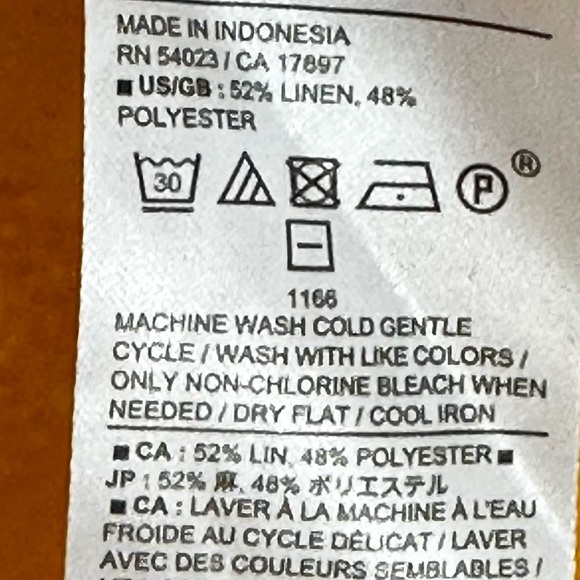 MADE IN INDONESIA
RN 54023 / CA 17897
■ US/GB : 52% LINEN, 48%
POLYESTER
30 P ®
1166
MACHINE WASH COLD GENTLE
CYCLE / WASH WITH LIKE COLORS /
ONLY NON-CHLORINE BLEACH WHEN
NEEDED / DRY FLAT / COOL IRON
■ CA : 52% LIN, 48% POLYESTER ■
JP : 52% 麻, 48% ポリエステル
■ CA : LAVER À LA MACHINE À L'EAU
FROIDE AU CYCLE DÉLICAT / LAVER
AVEC DES COULEURS SEMBLABLES /